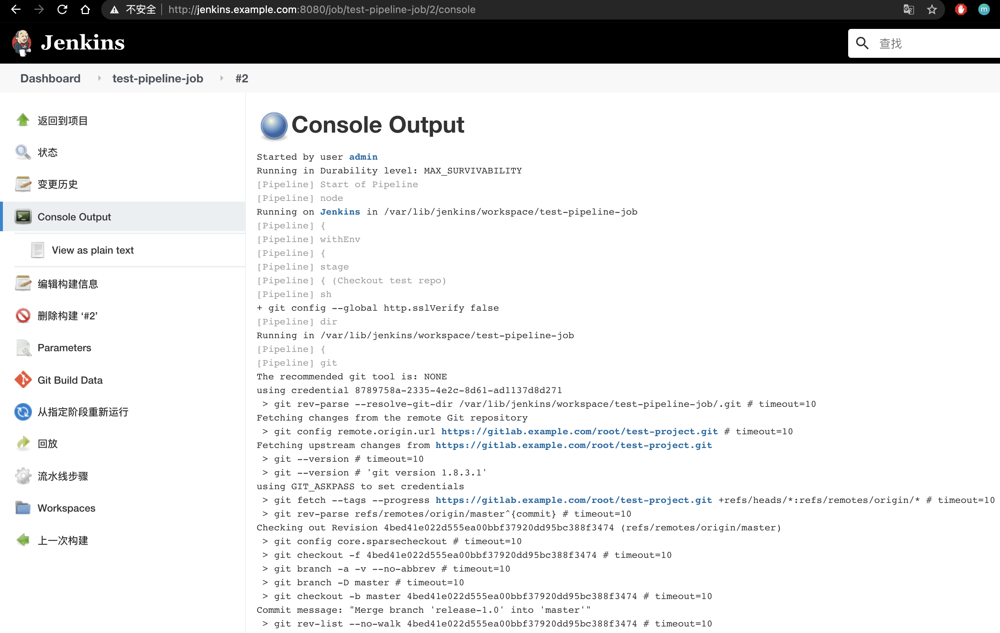 不安全 http://jenkins.example.com:8080/job/test-pipeline-job/2/console m
Jenkins
查找
Dashboard test-pipeline-job #2
返回到项目
状态
变更历史
Console Output
View as plain text
编辑构建信息
删除构建 ‘#2’
Parameters
Git Build Data
从指定阶段重新运行
回放
流水线步骤
Workspaces
上一次构建
Console Output
Started by user admin
Running in Durability level: MAX_SURVIVABILITY
[Pipeline] Start of Pipeline
[Pipeline] node
Running on Jenkins in /var/lib/jenkins/workspace/test-pipeline-job
[Pipeline] {
[Pipeline] withEnv
[Pipeline] {
[Pipeline] stage
[Pipeline] { (Checkout test repo)
[Pipeline] sh
+ git config --global http.sslVerify false
[Pipeline] dir
Running in /var/lib/jenkins/workspace/test-pipeline-job
[Pipeline] {
[Pipeline] git
The recommended git tool is: NONE
using credential 8789758a-2335-4e2c-8d61-ad1137d8d271
> git rev-parse --resolve-git-dir /var/lib/jenkins/workspace/test-pipeline-job/.git # timeout=10
Fetching changes from the remote Git repository
> git config remote.origin.url https://gitlab.example.com/root/test-project.git # timeout=10
Fetching upstream changes from https://gitlab.example.com/root/test-project.git
> git --version # timeout=10
> git --version # 'git version 1.8.3.1'
using GIT_ASKPASS to set credentials
> git fetch --tags --progress https://gitlab.example.com/root/test-project.git +refs/heads/*:refs/remotes/origin/* # timeout=10
> git rev-parse refs/remotes/origin/master^{commit} # timeout=10
Checking out Revision 4bed41e022d555ea00bbf37920dd95bc388f3474 (refs/remotes/origin/master)
> git config core.sparsecheckout # timeout=10
> git checkout -f 4bed41e022d555ea00bbf37920dd95bc388f3474 # timeout=10
> git branch -a -v --no-abbrev # timeout=10
> git branch -D master # timeout=10
> git checkout -b master 4bed41e022d555ea00bbf37920dd95bc388f3474 # timeout=10
Commit message: "Merge branch 'release-1.0' into 'master'"
> git rev-list --no-walk 4bed41e022d555ea00bbf37920dd95bc388f3474 # timeout=10